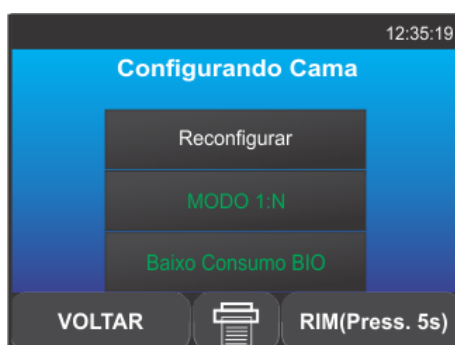 12:35:19
Configurando Cama
Reconfigurar
MODO 1:N
Baixo Consumo BIO
VOLTAR
RIM(Press. 5s)